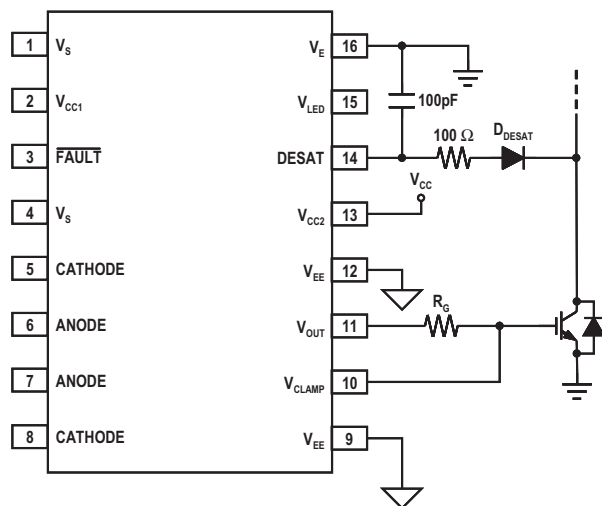 1 VS
2 VCC1
3 FAULT
4 VS
5 CATHODE
6 ANODE
7 ANODE
8 CATHODE
VE 16
VLED 15
DESAT 14
VCC2 13
VEE 12
VOUT 11
VCLAMP 10
VEE 9
100pF
100 Ω
DDESAT
VCC
RG